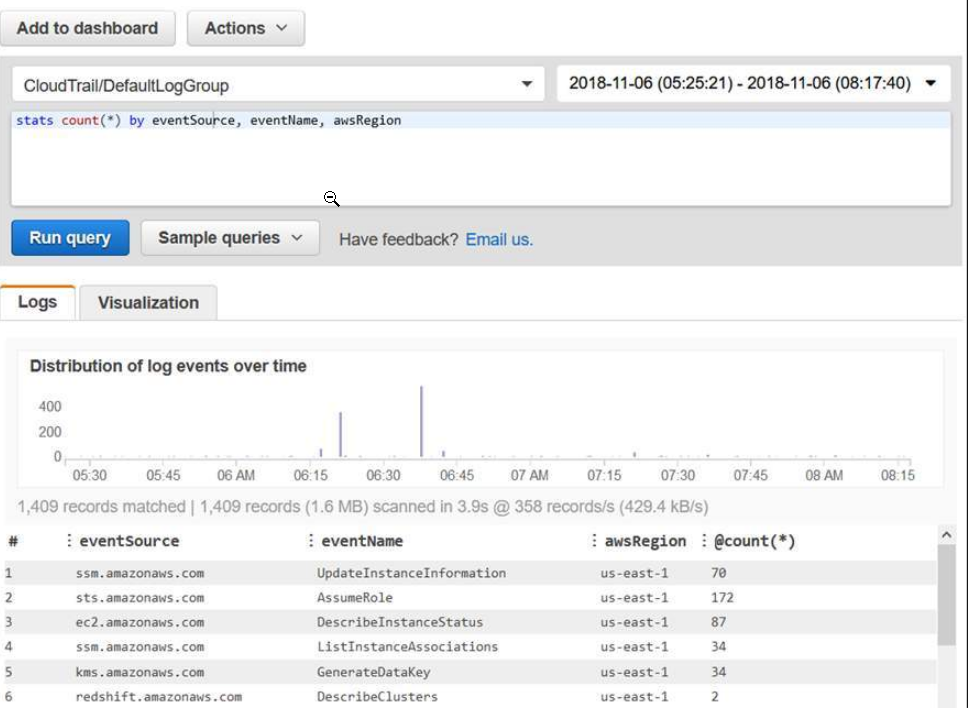 Add to dashboard Actions
CloudTrail/DefaultLogGroup 2018-11-06 (05:25:21) - 2018-11-06 (08:17:40)
stats count(*) by eventSource, eventName, awsRegion
Run query Sample queries Have feedback? Email us.
Logs Visualization
Distribution of log events over time
400
200
0
05:30 05:45 06 AM 06:15 06:30 06:45 07 AM 07:15 07:30 07:45 08 AM 08:15
1,409 records matched | 1,409 records (1.6 MB) scanned in 3.9s @ 358 records/s (429.4 kB/s)
# eventSource eventName awsRegion @count(*)
1 ssm.amazonaws.com UpdateInstanceInformation us-east-1 70
2 sts.amazonaws.com AssumeRole us-east-1 172
3 ec2.amazonaws.com DescribeInstanceStatus us-east-1 87
4 ssm.amazonaws.com ListInstanceAssociations us-east-1 34
5 kms.amazonaws.com GenerateDataKey us-east-1 34
6 redshift.amazonaws.com DescribeClusters us-east-1 2